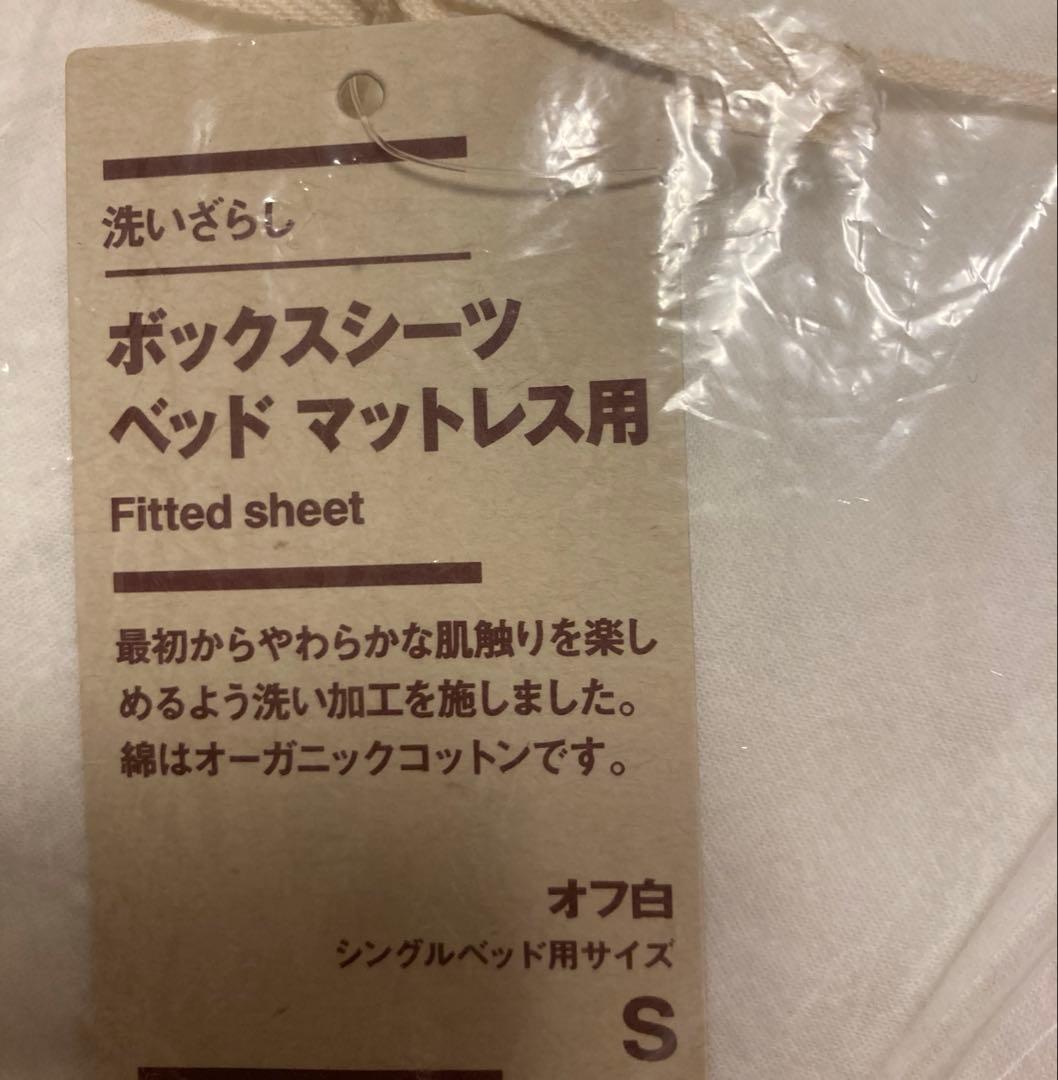 洗いざらし
ボックスシーツ
ベッド マットレス用
Fitted sheet
最初からやわらかな肌触りを楽し
めるよう洗い加工を施しました。
綿はオーガニックコットンです。
オフ白
シングルベッド用サイズ
S